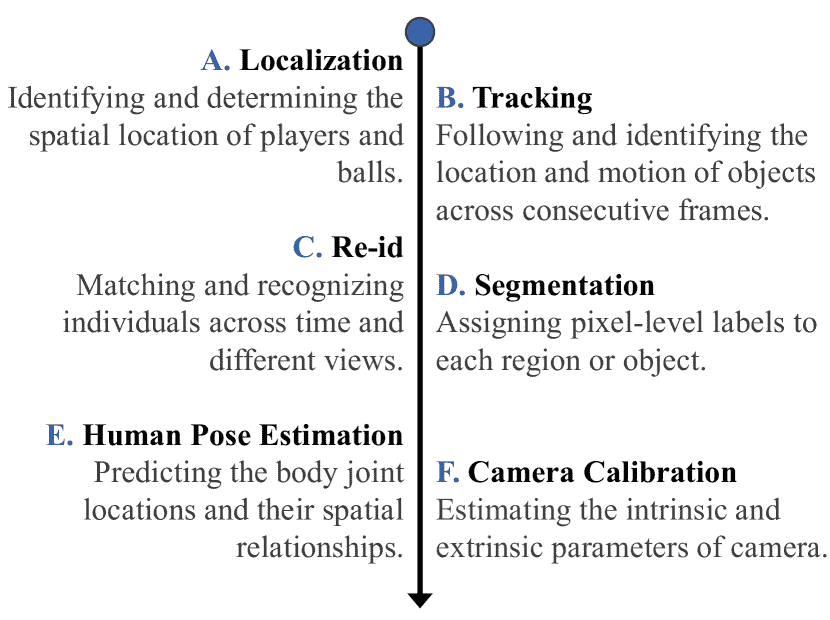 A. Localization
Identifying and determining the
spatial location of players and
balls.
B. Tracking
Following and identifying the
location and motion of objects
across consecutive frames.
C. Re-id
Matching and recognizing
individuals across time and
different views.
D. Segmentation
Assigning pixel-level labels to
each region or object.
E. Human Pose Estimation
Predicting the body joint
locations and their spatial
relationships.
F. Camera Calibration
Estimating the intrinsic and
extrinsic parameters of camera.